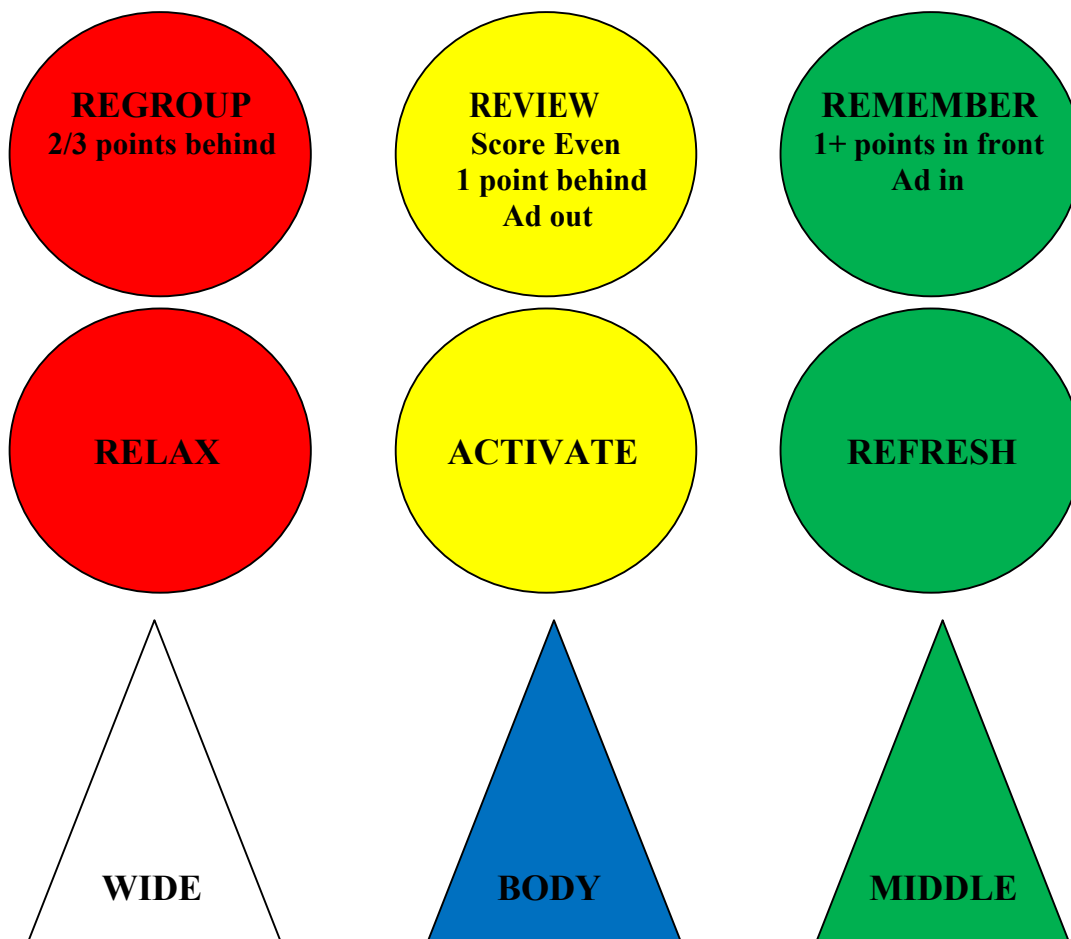 REGROUP
2/3 points behind
REVIEW
Score Even
1 point behind
Ad out
REMEMBER
1+ points in front
Ad in
RELAX
ACTIVATE
REFRESH
WIDE
BODY
MIDDLE